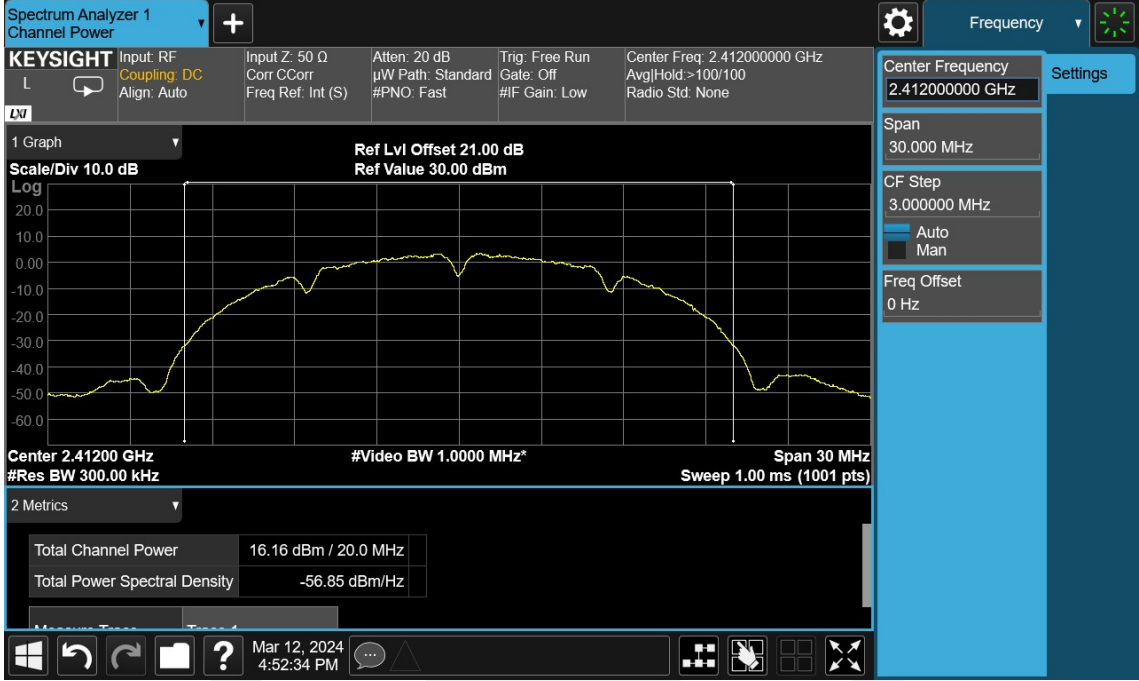 Spectrum Analyzer 1
Channel Power
+
Frequency
KEYSIGHT
L
LXI
Input: RF
Coupling: DC
Align: Auto
Input Z: 50 Ω
Corr CCorr
Freq Ref: Int (S)
Atten: 20 dB
µW Path: Standard
#PNO: Fast
Trig: Free Run
Gate: Off
#IF Gain: Low
Center Freq: 2.412000000 GHz
Avg|Hold:>100/100
Radio Std: None
Center Frequency
2.412000000 GHz
Settings
Span
30.000 MHz
CF Step
3.000000 MHz
Auto
Man
Freq Offset
0 Hz
1 Graph
Scale/Div 10.0 dB
Ref Lvl Offset 21.00 dB
Ref Value 30.00 dBm
Log
20.0
10.0
0.00
-10.0
-20.0
-30.0
-40.0
-50.0
-60.0
Center 2.41200 GHz
#Video BW 1.0000 MHz*
Span 30 MHz
#Res BW 300.00 kHz
Sweep 1.00 ms (1001 pts)
2 Metrics
Total Channel Power 16.16 dBm / 20.0 MHz
Total Power Spectral Density -56.85 dBm/Hz
Measure Trace Trace 1
?
Mar 12, 2024
4:52:34 PM